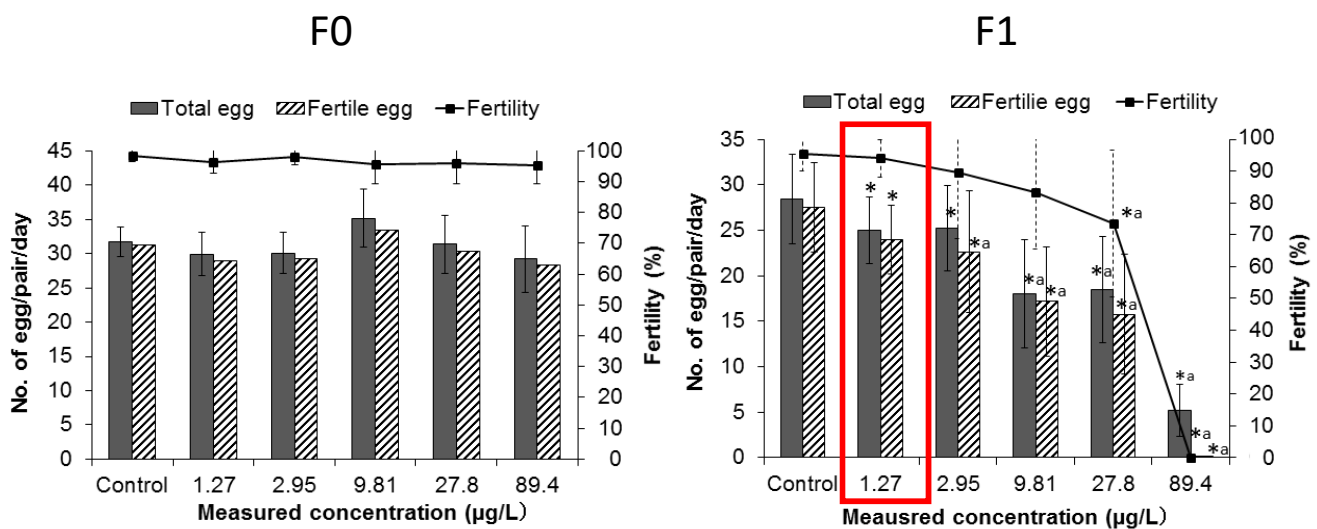 F0
Total egg Fertile egg Fertility
45
40
35
30
25
20
15
10
5
0
No. of egg/pair/day
100
90
80
70
60
50
40
30
20
10
0
Fertility (%)
Control 1.27 2.95 9.81 27.8 89.4
Measured concentration (µg/L)
F1
Total egg Fertilie egg Fertility
35
30
25
20
15
10
5
0
No. of egg/pair/day
* *
* *a
*a *a
*a *a *a
*a *a *a
100
90
80
70
60
50
40
30
20
10
0
Fertility (%)
Control 1.27 2.95 9.81 27.8 89.4
Meausred concentration (µg/L)